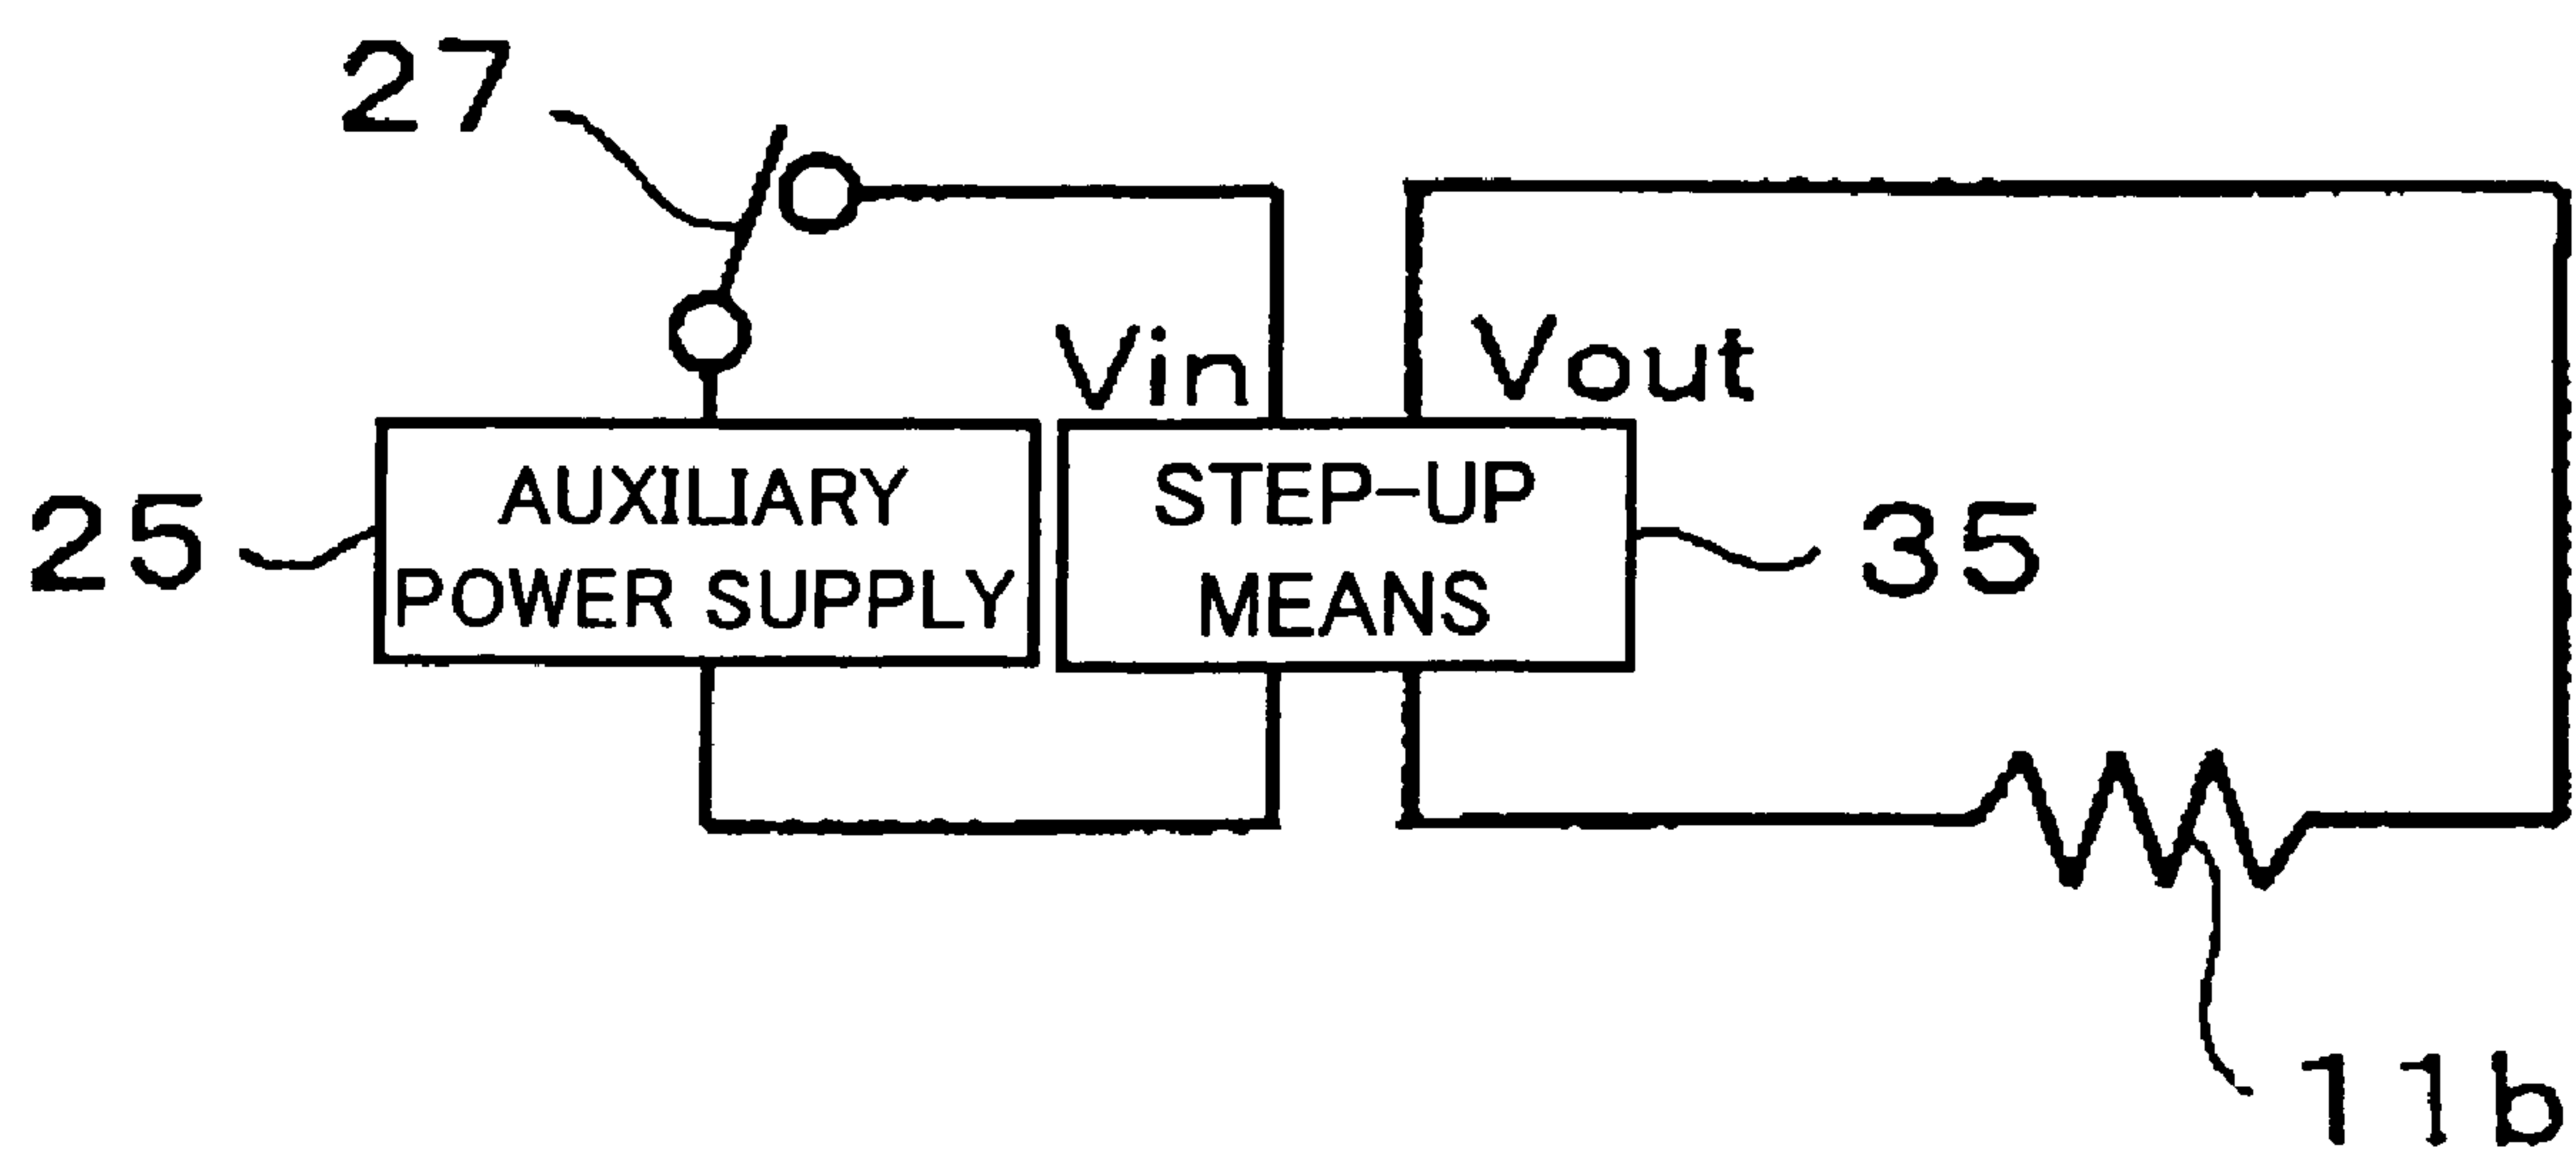 27
Vin
Vout
25
AUXILIARY
POWER SUPPLY
STEP-UP
MEANS
35
11b